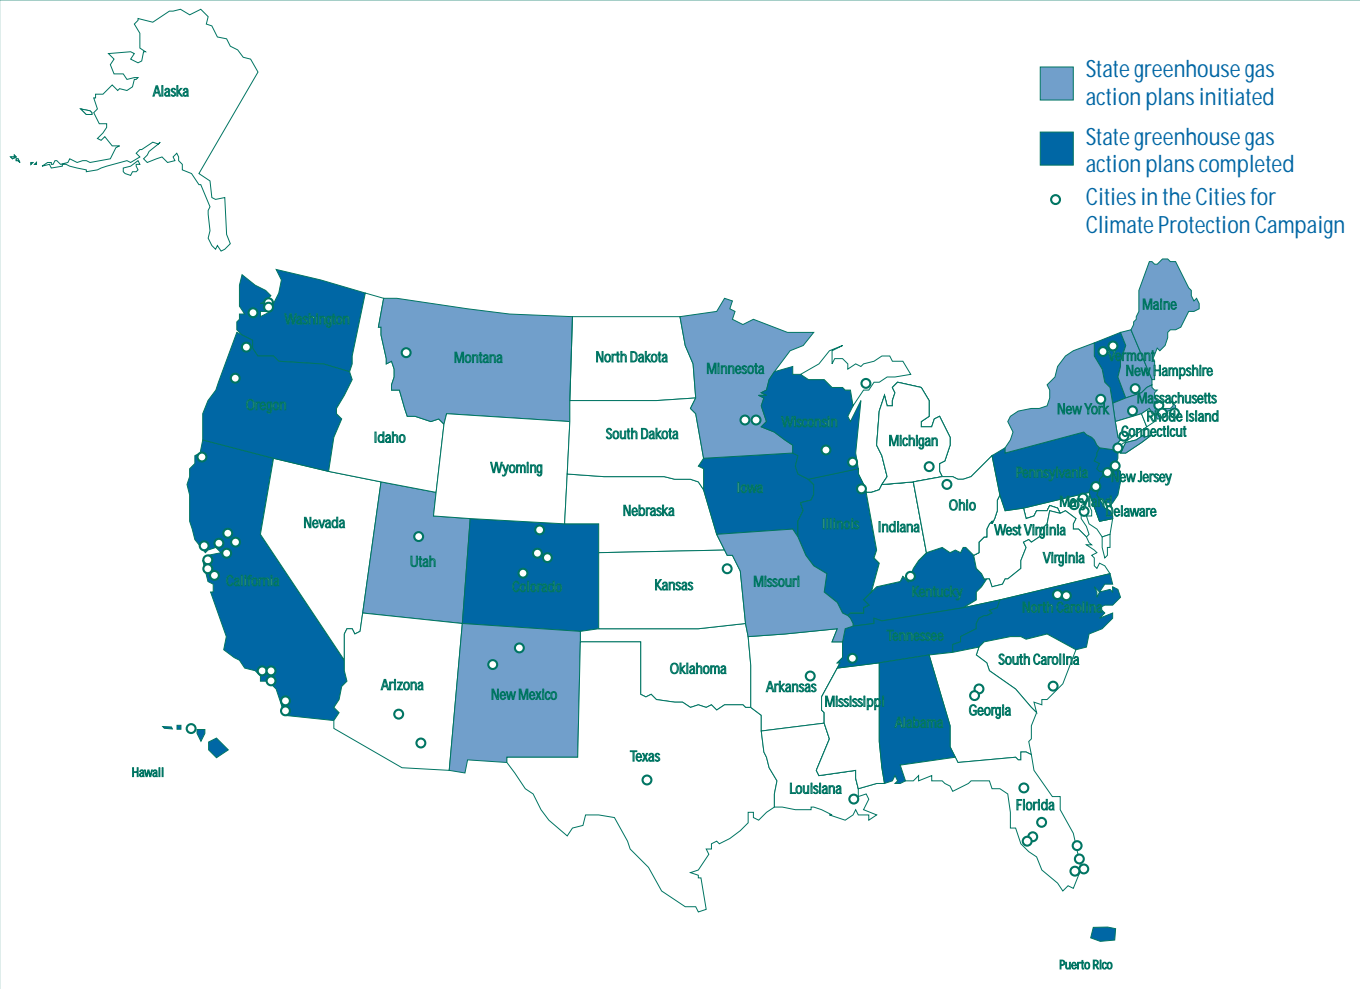 Alaska
State greenhouse gas
action plans initiated
State greenhouse gas
action plans completed
Cities in the Cities for
Climate Protection Campaign
Washington
Maine
Montana
North Dakota
Minnesota
Vermont
New Hampshire
Oregon
Idaho
South Dakota
Wisconsin
Michigan
New York
Massachusetts
Rhode Island
Connecticut
Wyoming
Iowa
Pennsylvania
New Jersey
Nevada
Nebraska
Illinois
Indiana
Ohio
Maryland
Delaware
West Virginia
Virginia
Utah
California
Colorado
Kansas
Missouri
Kentucky
North Carolina
Tennessee
Arizona
New Mexico
Oklahoma
Arkansas
South Carolina
Mississippi
Alabama
Georgia
Hawaii
Texas
Louisiana
Florida
Puerto Rico